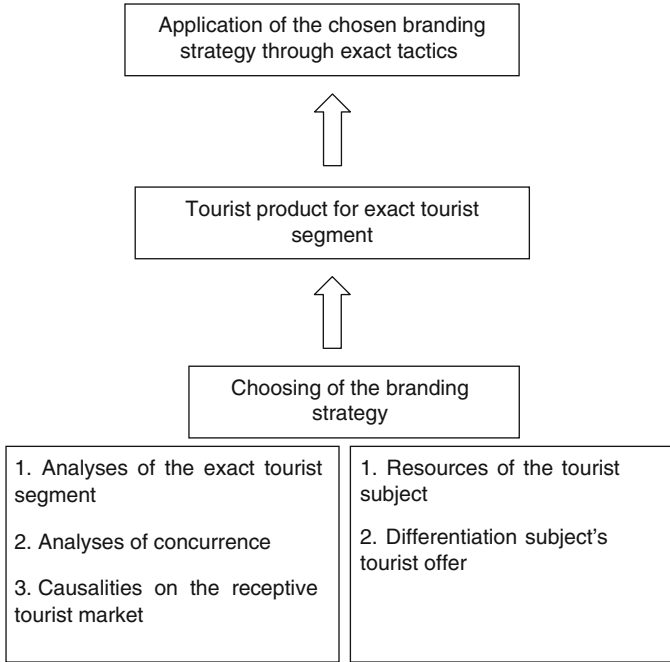 Application of the chosen branding
strategy through exact tactics
Tourist product for exact tourist
segment
Choosing of the branding
strategy
1. Analyses of the exact tourist
segment
2. Analyses of concurrence
3. Causalities on the receptive
tourist market
1. Resources of the tourist
subject
2. Differentiation subject's
tourist offer